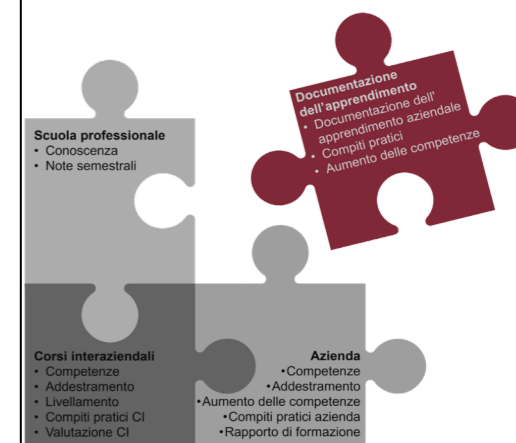 Documentazione
dell'apprendimento
• Documentazione dell'
apprendimento aziendale
• Compiti pratici
• Aumento delle competenze
Scuola professionale
• Conoscenza
• Note semestrali
Corsi interaziendali
• Competenze
• Addestramento
• Livellamento
• Compiti pratici CI
• Valutazione CI
Azienda
•Competenze
•Addestramento
•Aumento delle competenze
•Compiti pratici azienda
•Rapporto di formazione